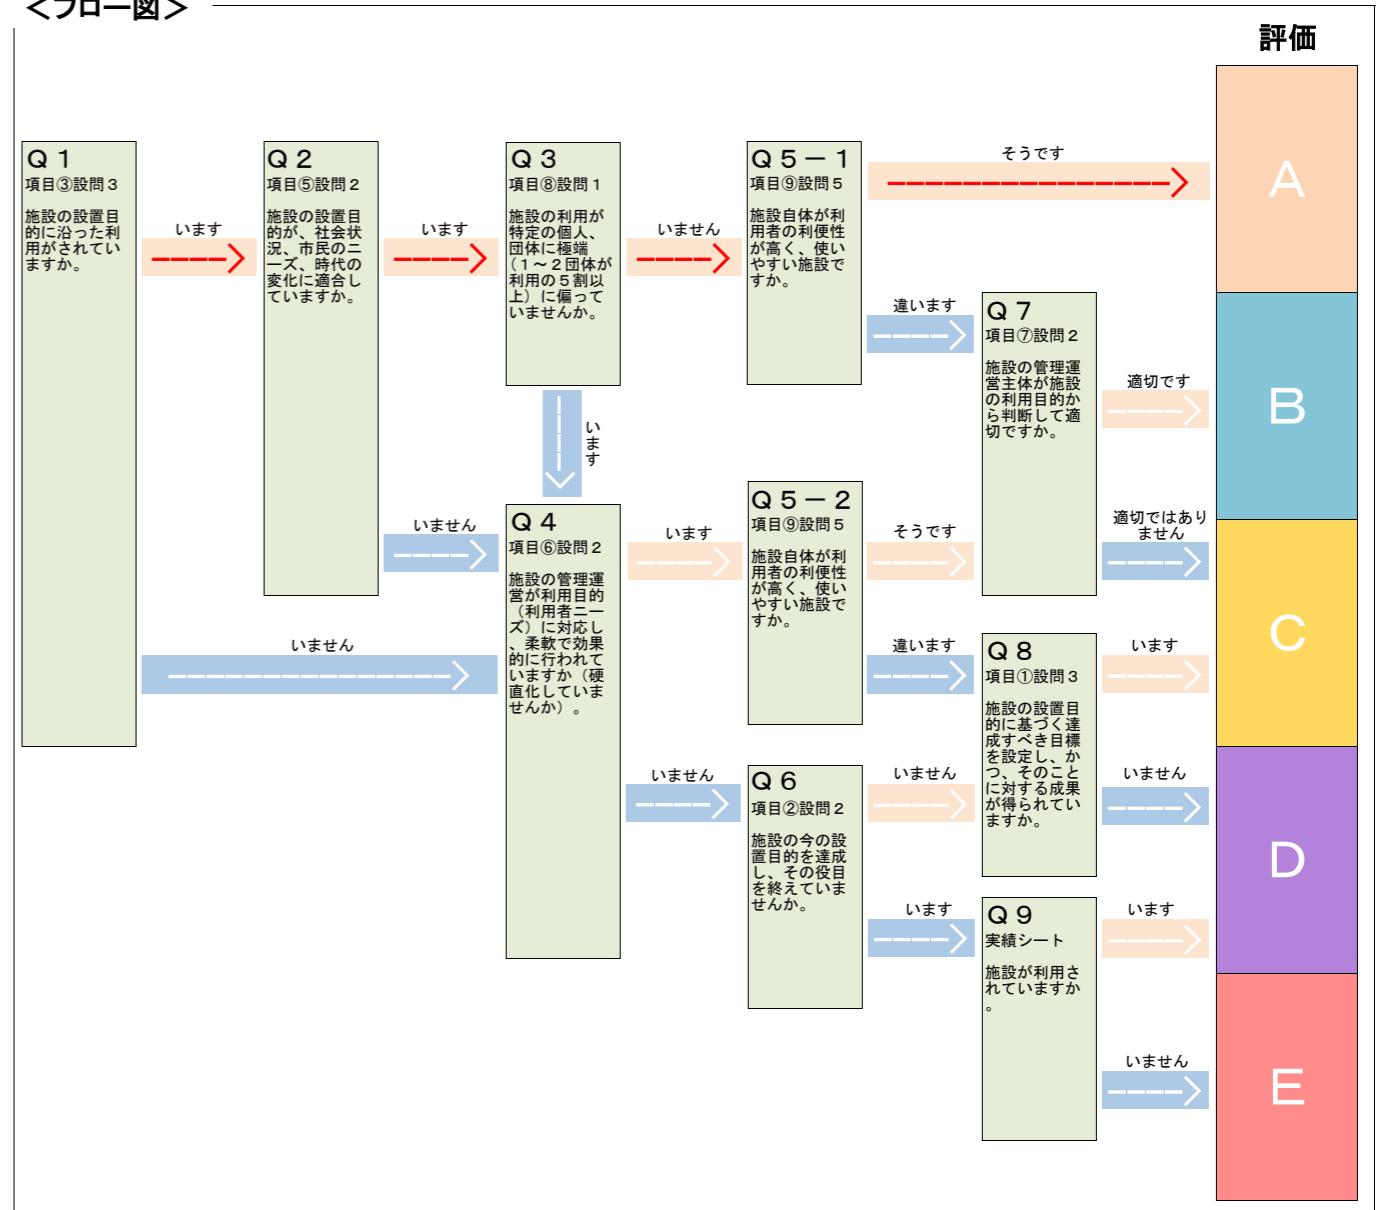 ＜フロー図＞
評価
Ｑ１
項目③設問３
施設の設置目
的に沿った利
用がされてい
ますか。
います
いません
Ｑ２
項目⑤設問２
施設の設置目
的が、社会状
況、市民のニ
ーズ、時代の
変化に適合し
ていますか。
います
いません
Ｑ３
項目⑧設問１
施設の利用が
特定の個人、
団体に極端
（１～２団体が
利用の５割以
上）に偏って
いませんか。
いません
います
Ｑ４
項目⑥設問２
施設の管理運
営が利用目的
（利用者ニー
ズ）に対応し
、柔軟で効果
的に行われて
いますか（硬
直化していま
せんか）。
います
いません
Ｑ５－１
項目⑨設問５
施設自体が利
用者の利便性
が高く、使い
やすい施設で
すか。
そうです
違います
Ｑ５－２
項目⑨設問５
施設自体が利
用者の利便性
が高く、使い
やすい施設で
すか。
そうです
違います
Ｑ６
項目②設問２
施設の今の設
置目的を達成
し、その役目
を終えていま
せんか。
いません
います
Ｑ７
項目⑦設問２
施設の管理運
営主体が施設
の利用目的か
ら判断して適
切ですか。
適切です
適切ではあり
ません
Ｑ８
項目①設問３
施設の設置目
的に基づく達
成すべき目標
を設定し、か
つ、そのこと
に対する成果
が得られてい
ますか。
います
いません
Ｑ９
実績シート
施設が利用さ
れていますか
。
います
いません
Ａ
Ｂ
Ｃ
Ｄ
Ｅ